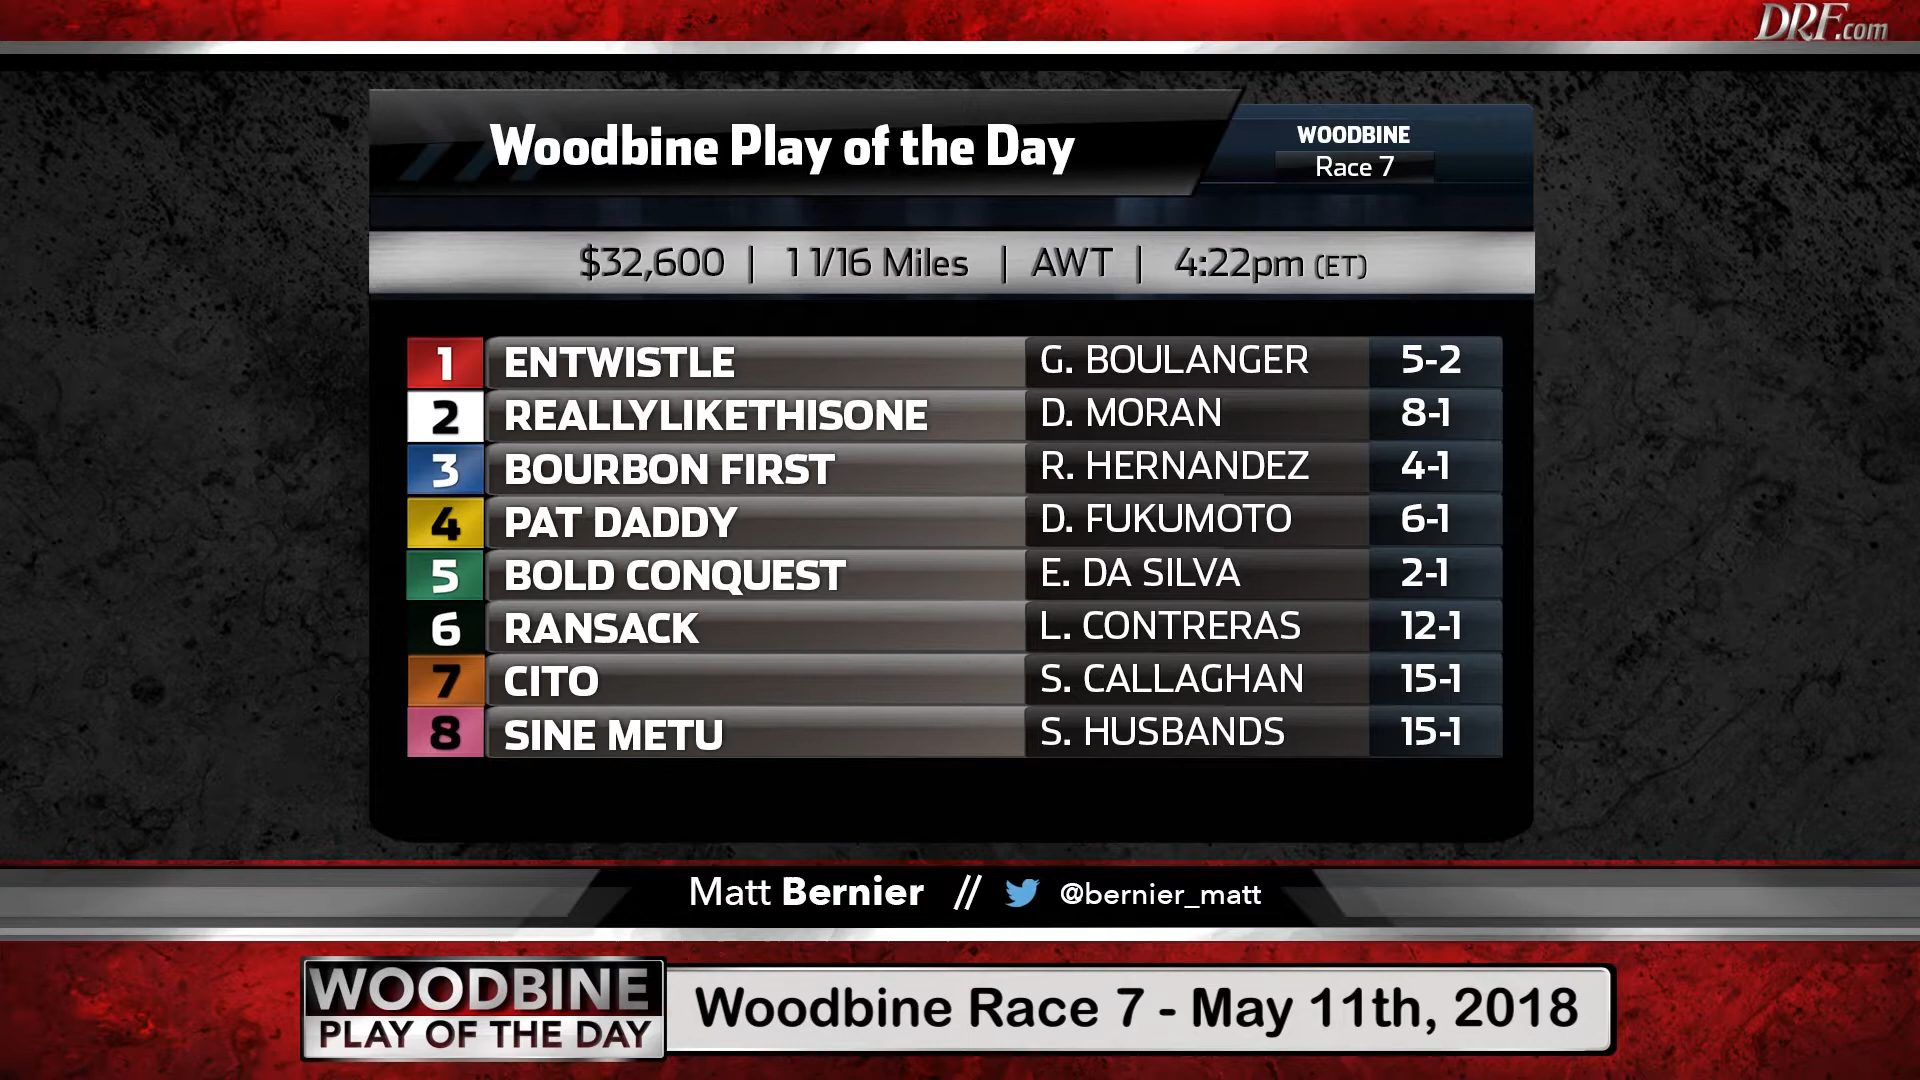 DRF.com
Woodbine Play of the Day
WOODBINE
Race 7
$32,600 | 1 1/16 Miles | AWT | 4:22pm (ET)
1 ENTWISTLE G. BOULANGER 5-2
2 REALLYLIKETHISONE D. MORAN 8-1
3 BOURBON FIRST R. HERNANDEZ 4-1
4 PAT DADDY D. FUKUMOTO 6-1
5 BOLD CONQUEST E. DA SILVA 2-1
6 RANSACK L. CONTRERAS 12-1
7 CITO S. CALLAGHAN 15-1
8 SINE METU S. HUSBANDS 15-1
Matt Bernier // @bernier_matt
WOODBINE
PLAY OF THE DAY
Woodbine Race 7 - May 11th, 2018